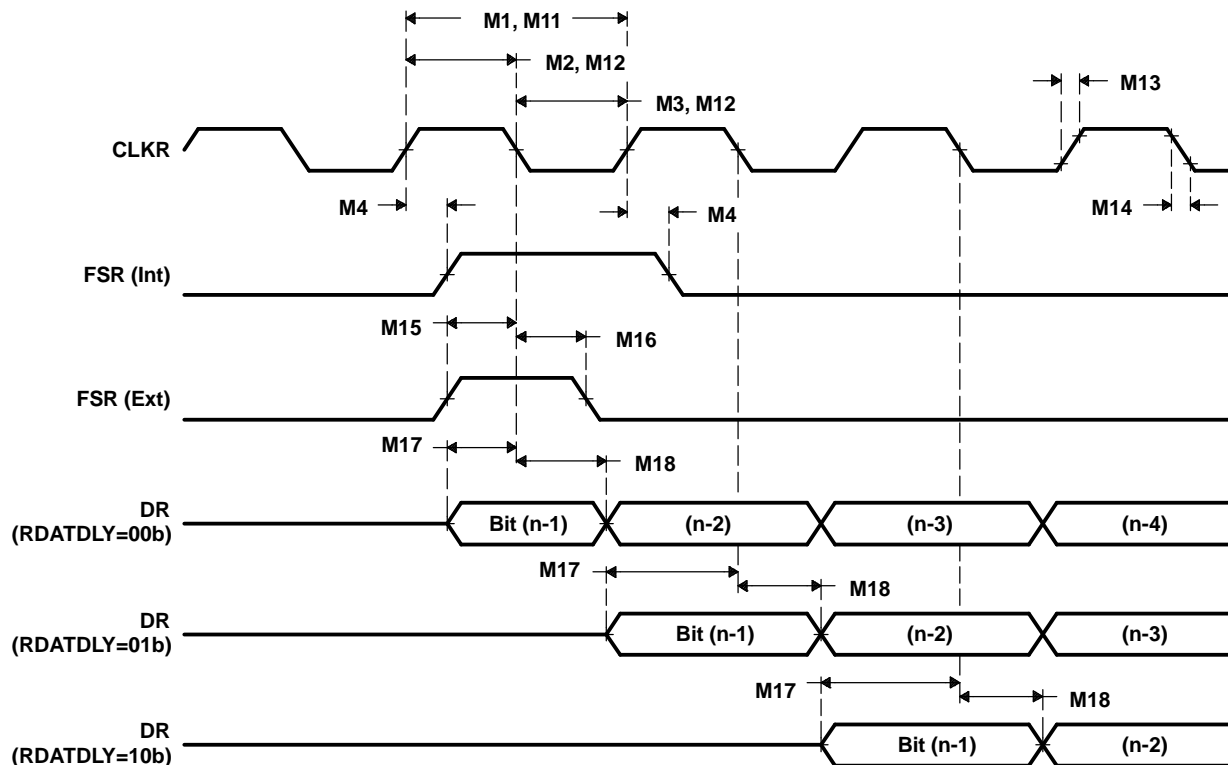 M1, M11
M2, M12
M13
M3, M12
CLKR
M4
M4
M14
FSR (Int)
M15
M16
FSR (Ext)
M17
M18
DR
(RDATDLY=00b)
Bit (n-1)
(n-2)
(n-3)
(n-4)
M17
M18
DR
(RDATDLY=01b)
Bit (n-1)
(n-2)
(n-3)
M17
M18
DR
(RDATDLY=10b)
Bit (n-1)
(n-2)